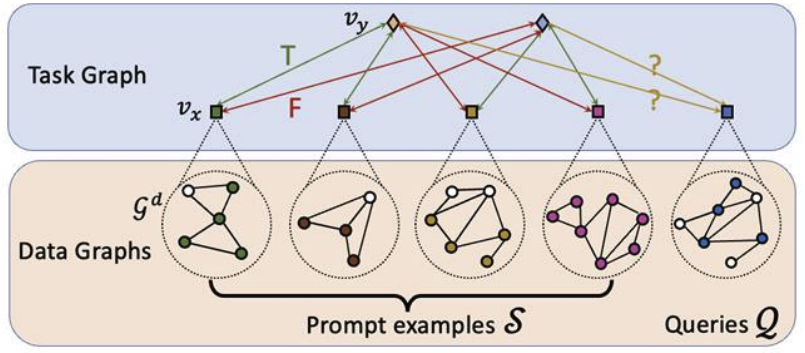 v_y
T
?
Task Graph
?
v_x
F
𝒢^d
Data Graphs
Prompt examples 𝒮
Queries 𝒬